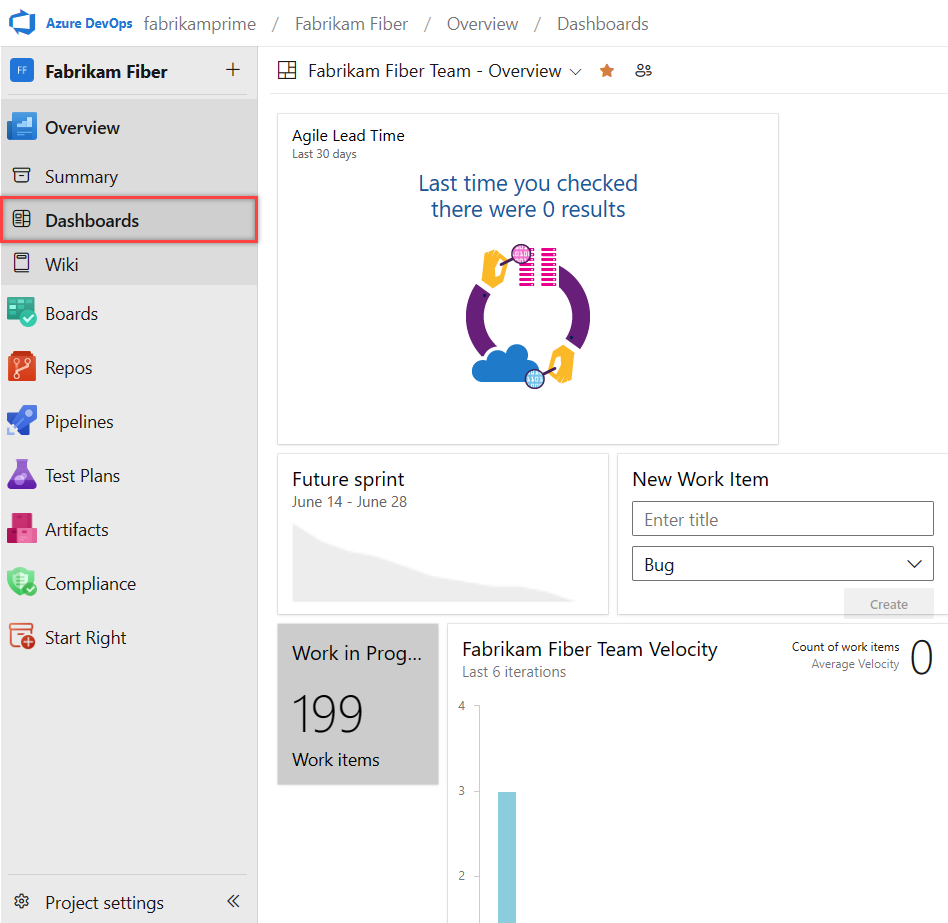 Azure DevOps fabrikamprime / Fabrikam Fiber / Overview / Dashboards
FF Fabrikam Fiber +
Overview
Summary
Dashboards
Wiki
Boards
Repos
Pipelines
Test Plans
Artifacts
Compliance
Start Right
Project settings
Fabrikam Fiber Team - Overview
Agile Lead Time
Last 30 days
Last time you checked
there were 0 results
Future sprint
June 14 - June 28
New Work Item
Enter title
Bug
Create
Work in Prog...
199
Work items
Fabrikam Fiber Team Velocity
Last 6 iterations
Count of work items
Average Velocity
0
4
3
2